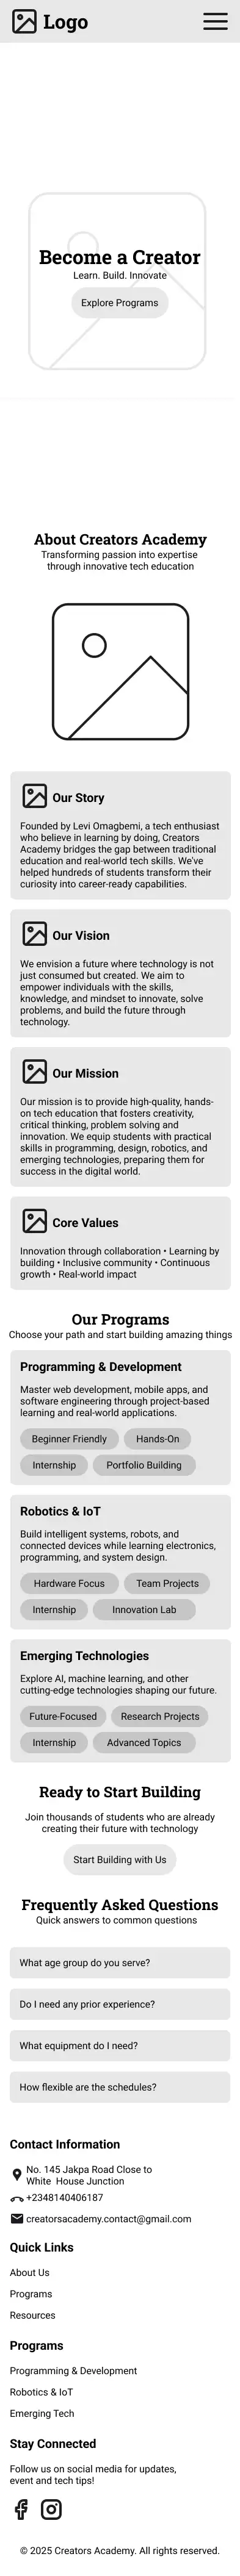 Logo
Become a Creator
Learn. Build. Innovate
Explore Programs
About Creators Academy
Transforming passion into expertise
through innovative tech education
Our Story
Founded by Levi Omagbemi, a tech enthusiast
who believe in learning by doing, Creators
Academy bridges the gap between traditional
education and real-world tech skills. We've
helped hundreds of students transform their
curiosity into career-ready capabilities.
Our Vision
We envision a future where technology is not
just consumed but created. We aim to
empower individuals with the skills,
knowledge, and mindset to innovate, solve
problems, and build the future through
technology.
Our Mission
Our mission is to provide high-quality, hands-
on tech education that fosters creativity,
critical thinking, problem solving and
innovation. We equip students with practical
skills in programming, design, robotics, and
emerging technologies, preparing them for
success in the digital world.
Core Values
Innovation through collaboration • Learning by
building • Inclusive community • Continuous
growth • Real-world impact
Our Programs
Choose your path and start building amazing things
Programming & Development
Master web development, mobile apps, and
software engineering through project-based
learning and real-world applications.
Beginner Friendly Hands-On
Internship Portfolio Building
Robotics & IoT
Build intelligent systems, robots, and
connected devices while learning electronics,
programming, and system design.
Hardware Focus Team Projects
Internship Innovation Lab
Emerging Technologies
Explore AI, machine learning, and other
cutting-edge technologies shaping our future.
Future-Focused Research Projects
Internship Advanced Topics
Ready to Start Building
Join thousands of students who are already
creating their future with technology
Start Building with Us
Frequently Asked Questions
Quick answers to common questions
What age group do you serve?
Do I need any prior experience?
What equipment do I need?
How flexible are the schedules?
Contact Information
No. 145 Jakpa Road Close to
White House Junction
+2348140406187
creatorsacademy.contact@gmail.com
Quick Links
About Us
Programs
Resources
Programs
Programming & Development
Robotics & IoT
Emerging Tech
Stay Connected
Follow us on social media for updates,
event and tech tips!
© 2025 Creators Academy. All rights reserved.